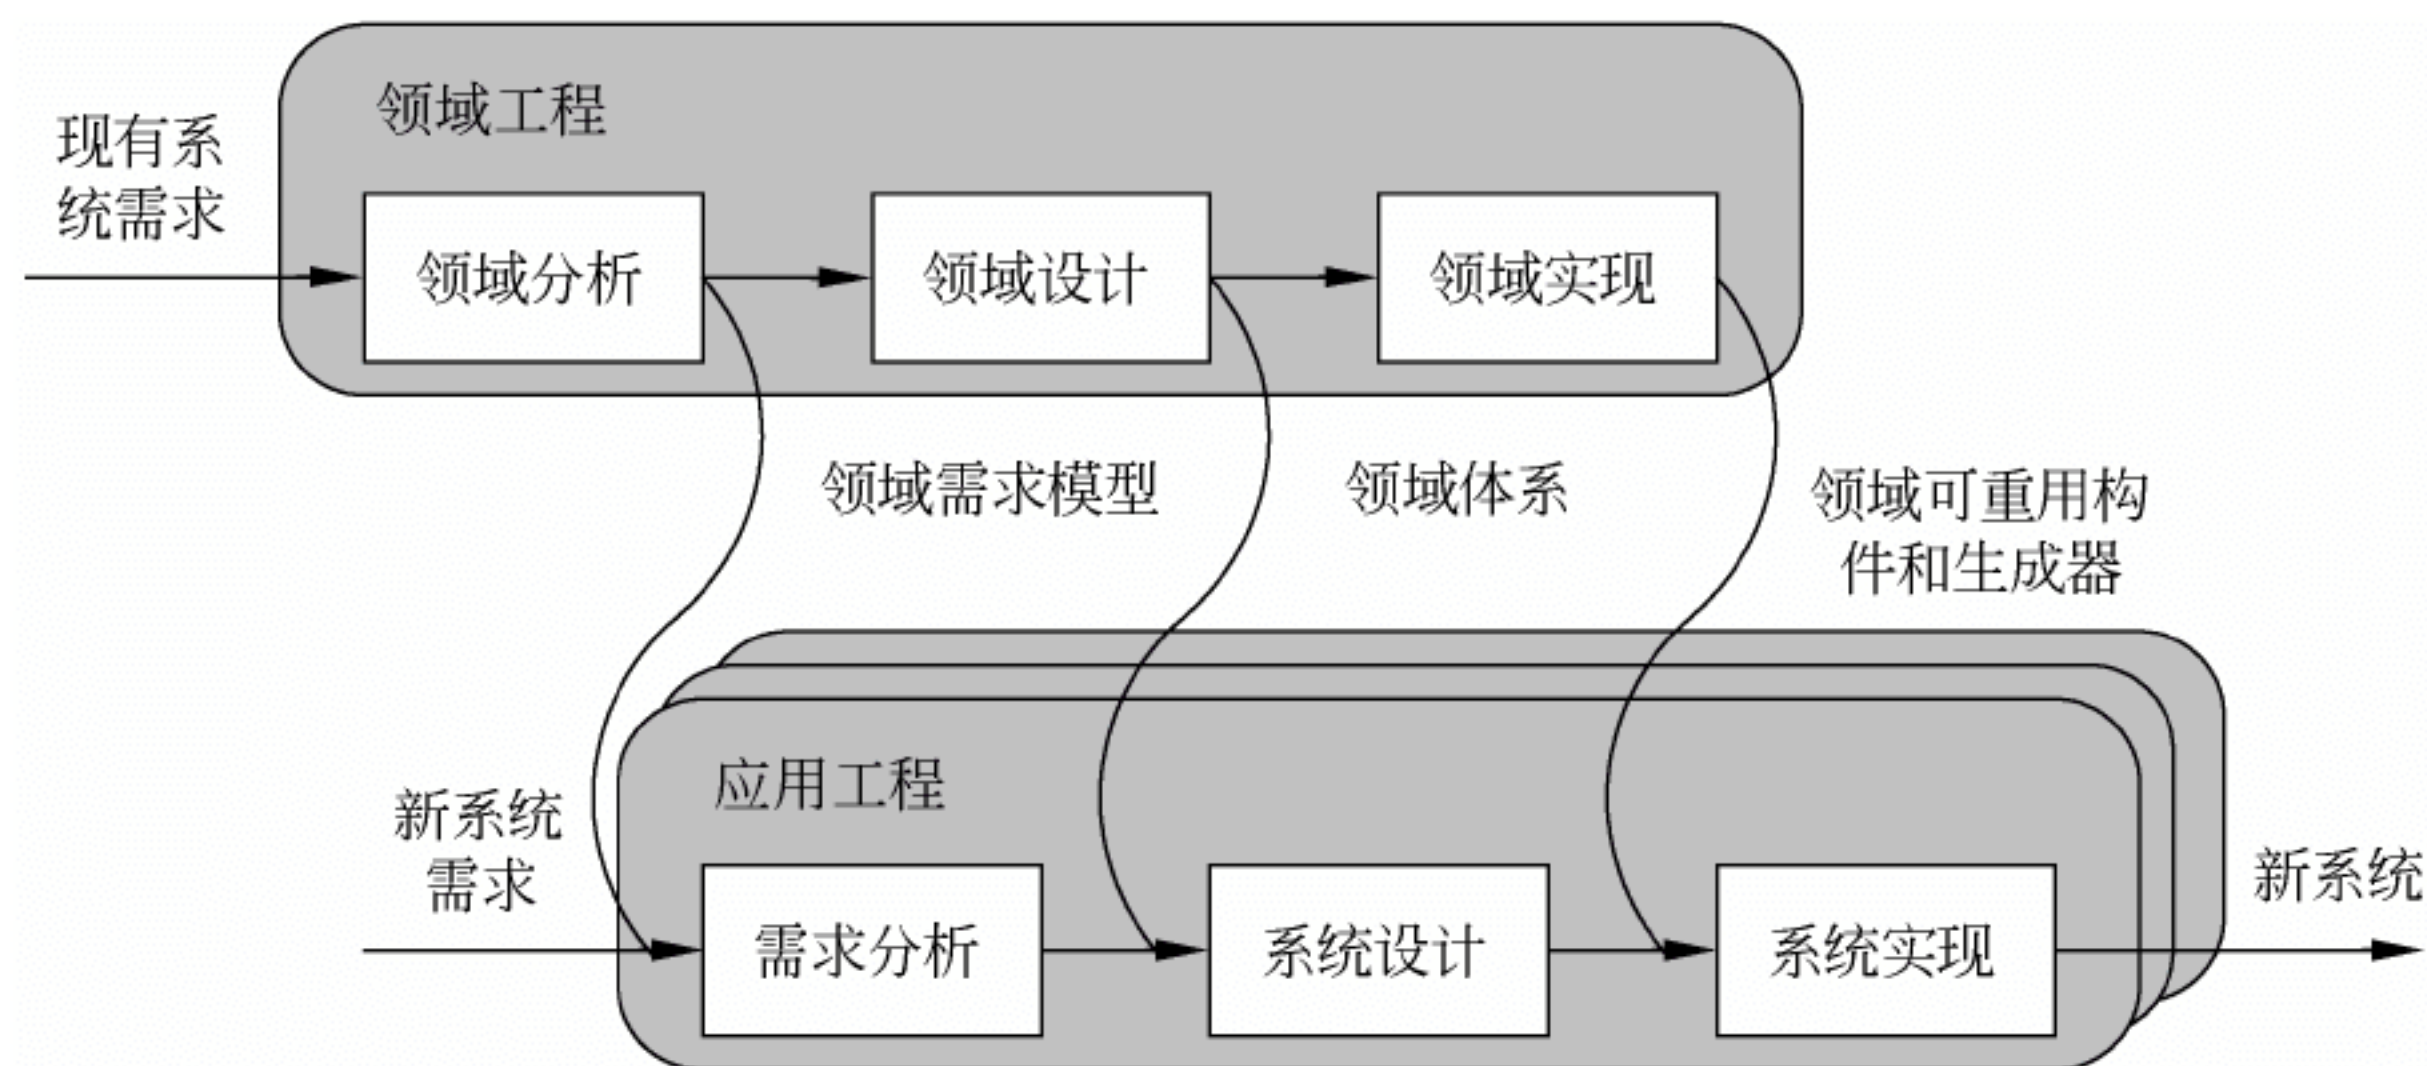 领域工程
现有系
统需求
领域分析
领域设计
领域实现
领域需求模型
领域体系
领域可重用构
件和生成器
应用工程
新系统
需求
需求分析
系统设计
系统实现
新系统